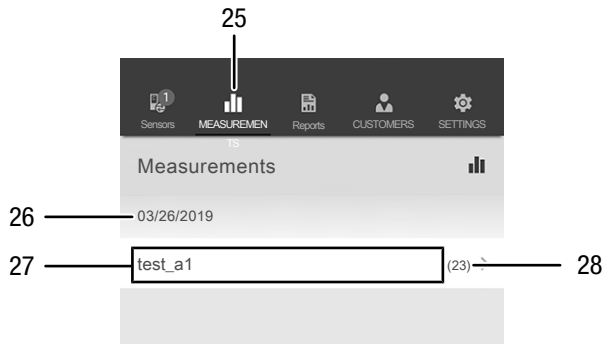 25
1
Sensors MEASUREMEN Reports CUSTOMERS SETTINGS
TS
Measurements
26 03/26/2019
27 test_a1 (23) 28